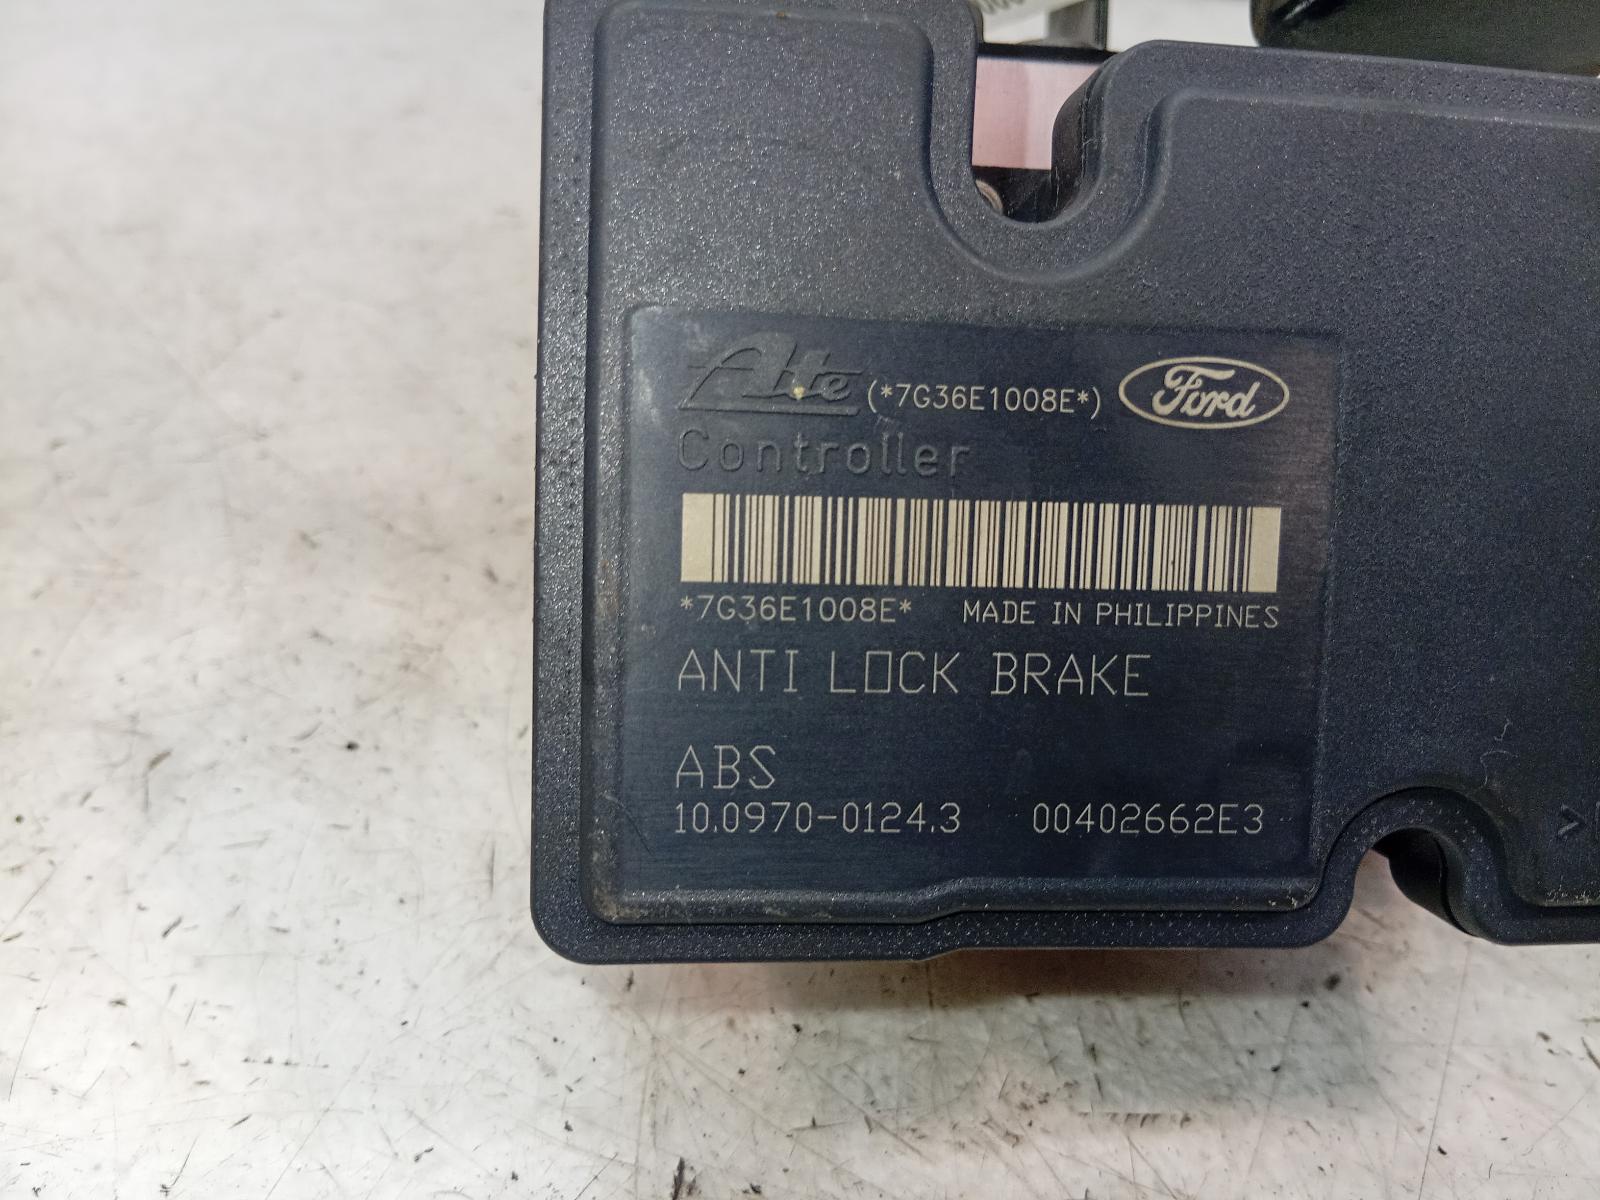 Ate (*7G36E1008E*) Ford
Controller
*7G36E1008E* MADE IN PHILIPPINES
ANTI LOCK BRAKE
ABS
10.0970-0124.3 00402662E3